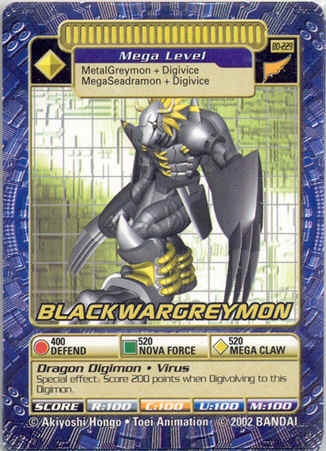 Mega Level
BO-229
MetalGreymon + Digivice
MegaSeadramon + Digivice
BLACKWARGREYMON
400 DEFEND
520 NOVA FORCE
520 MEGA CLAW
Dragon Digimon • Virus
Special effect: Score 200 points when Digivolving to this
Digimon.
SCORE R:100 C:100 U:100 M:100
© Akiyoshi Hongo • Toei Animation © 2002 BANDAI